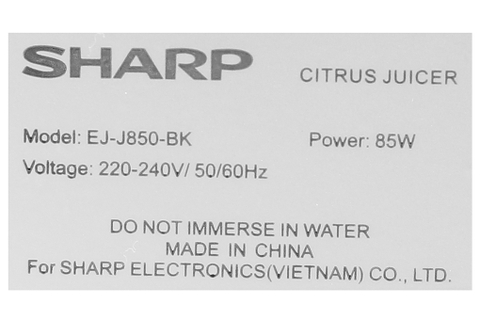 SHARP CITRUS JUICER
Model: EJ-J850-BK Power: 85W
Voltage: 220-240V/ 50/60Hz
DO NOT IMMERSE IN WATER
MADE IN CHINA
For SHARP ELECTRONICS(VIETNAM) CO., LTD.